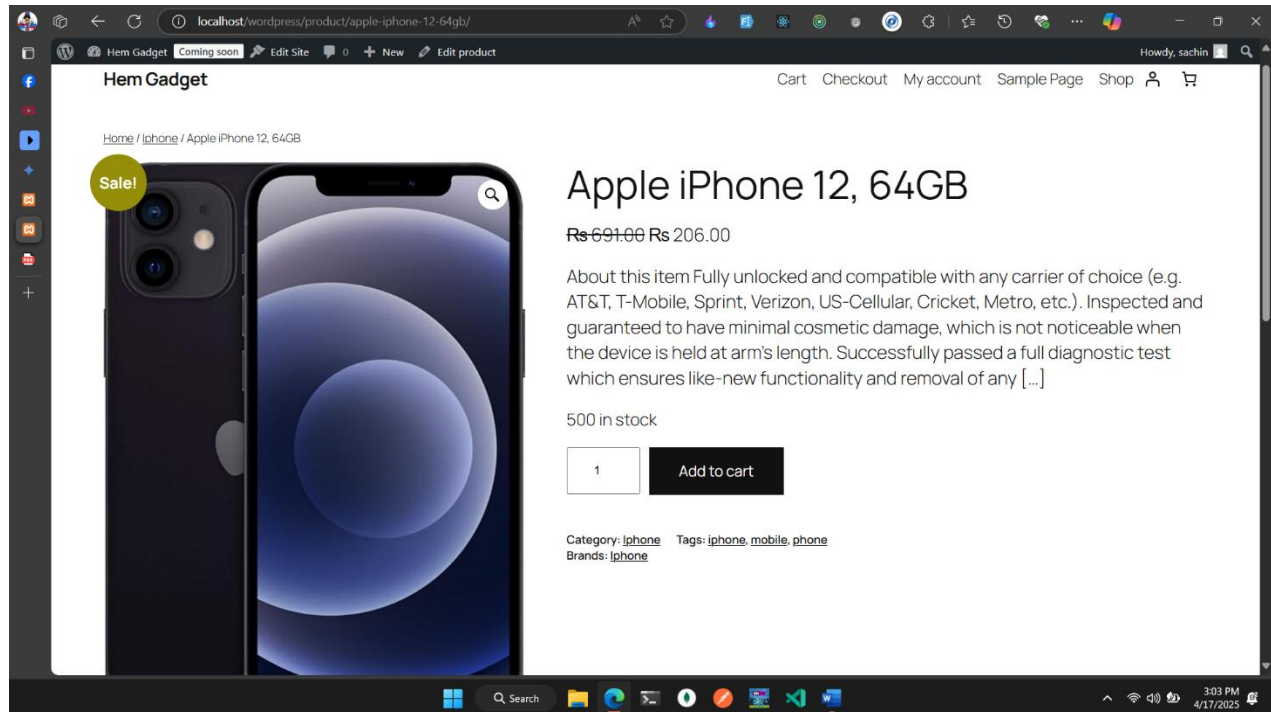 localhost/wordpress/product/apple-iphone-12-64gb/
Hem Gadget Coming soon Edit Site 0 New Edit product Howdy, sachin
Hem Gadget
Cart Checkout My account Sample Page Shop
Home / Iphone / Apple iPhone 12, 64GB
Sale!
Apple iPhone 12, 64GB
₨ 691.00 ₨ 206.00
About this item Fully unlocked and compatible with any carrier of choice (e.g.
AT&T, T-Mobile, Sprint, Verizon, US-Cellular, Cricket, Metro, etc.). Inspected and
guaranteed to have minimal cosmetic damage, which is not noticeable when
the device is held at arm's length. Successfully passed a full diagnostic test
which ensures like-new functionality and removal of any […]
500 in stock
1 Add to cart
Category: Iphone Tags: iphone, mobile, phone
Brands: Iphone
Search
3:03 PM
4/17/2025